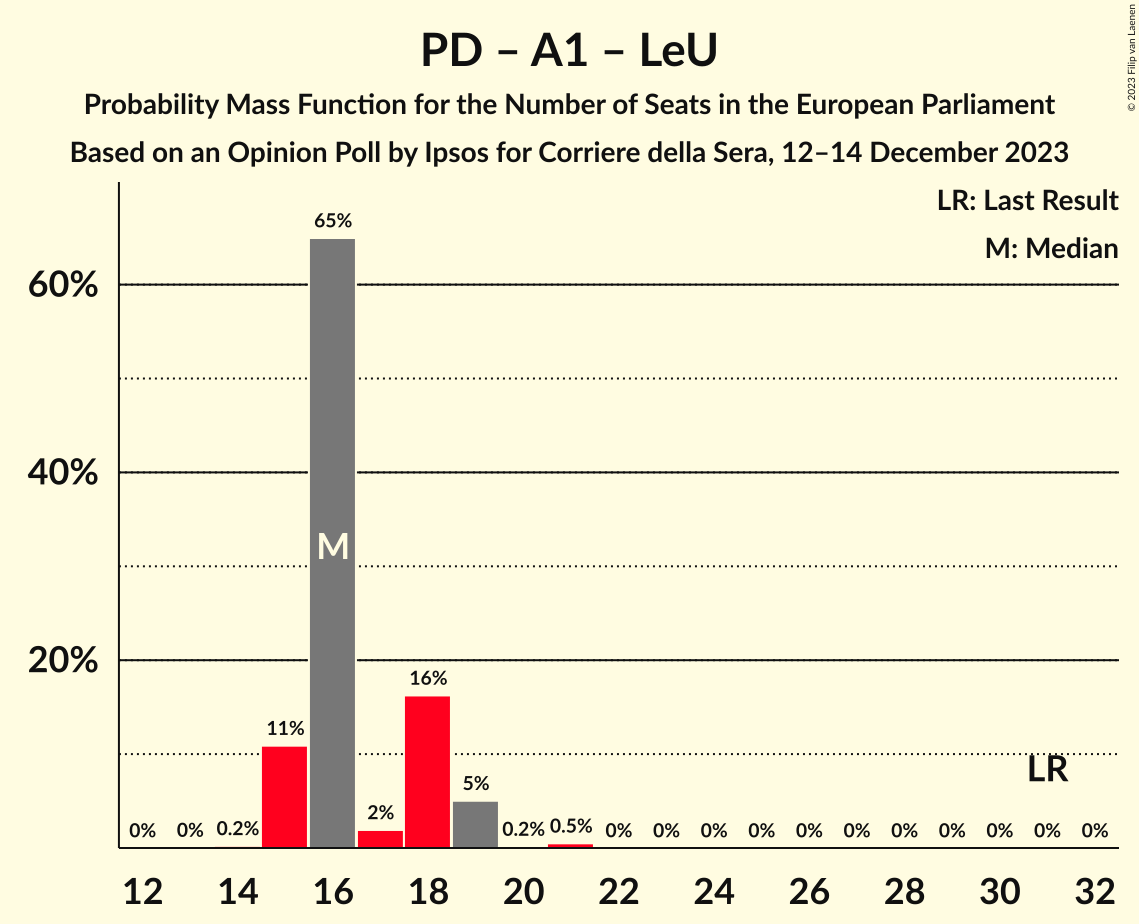 PD – A1 – LeU
Probability Mass Function for the Number of Seats in the European Parliament
Based on an Opinion Poll by Ipsos for Corriere della Sera, 12–14 December 2023
© 2023 Filip van Laenen
LR: Last Result
M: Median
60%
40%
20%
0% 0% 0.2% 11% 65% 2% 16% 5% 0.2% 0.5% 0% 0% 0% 0% 0% 0% 0% 0% 0% 0% 0%
M
LR
12 14 16 18 20 22 24 26 28 30 32